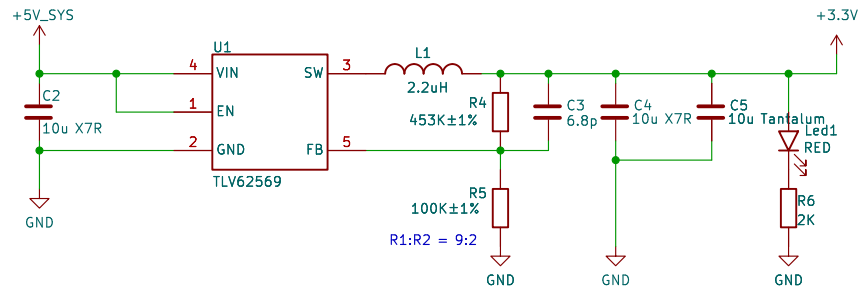 +5V_SYS
+3.3V
U1
L1
4
VIN
SW
3
2.2uH
C2
10u X7R
1
EN
R4
453K±1%
C3
6.8p
C4
10u X7R
C5
10u Tantalum
Led1
RED
2
GND
FB
5
TLV62569
R5
100K±1%
R6
2K
GND
R1:R2 = 9:2
GND
GND
GND